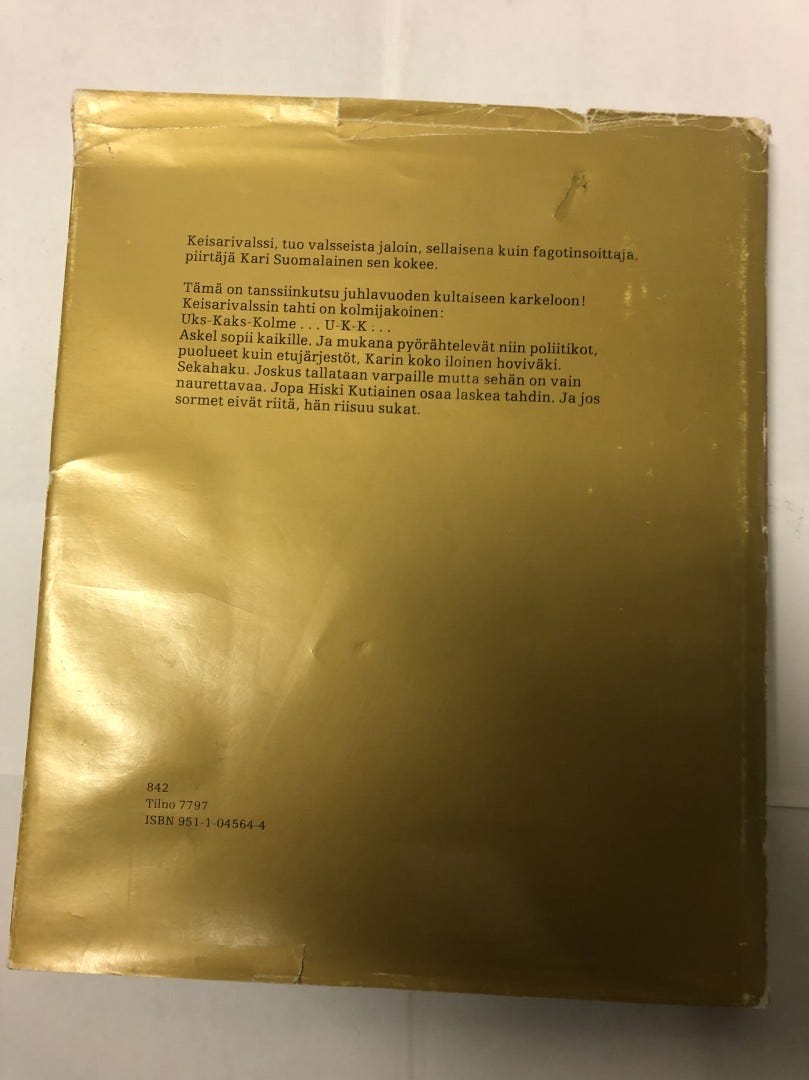 Keisarivalssi, tuo valsseista jaloin, sellaisena kuin fagotinsoittaja,
piirtäjä Kari Suomalainen sen kokee.
Tämä on tanssiinkutsu juhlavuoden kultaiseen karkeloon!
Keisarivalssin tahti on kolmijakoinen:
Uks-Kaks-Kolme . . . U-K-K . . .
Askel sopii kaikille. Ja mukana pyörähtelevät niin poliitikot,
puolueet kuin etujärjestöt, Karin koko iloinen hoviväki.
Sekahaku. Joskus tallataan varpaille mutta sehän on vain
naurettavaa. Jopa Hiski Kutiainen osaa laskea tahdin. Ja jos
sormet eivät riitä, hän riisuu sukat.
842
Tilno 7797
ISBN 951-1-04564-4